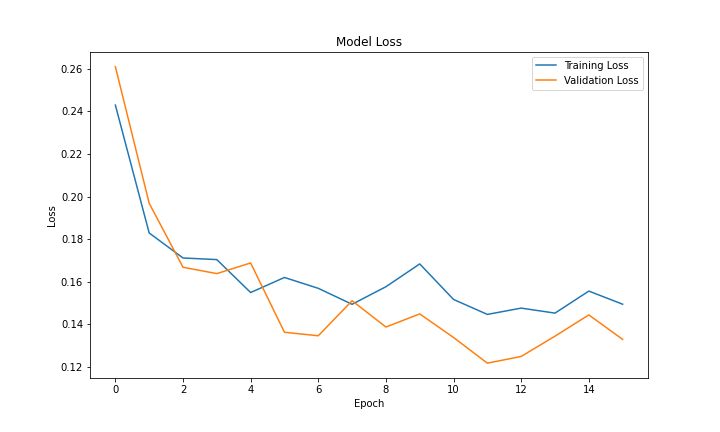 Model Loss
Training Loss
Validation Loss
0.26
0.24
0.22
0.20
0.18
0.16
0.14
0.12
Loss
0 2 4 6 8 10 12 14
Epoch